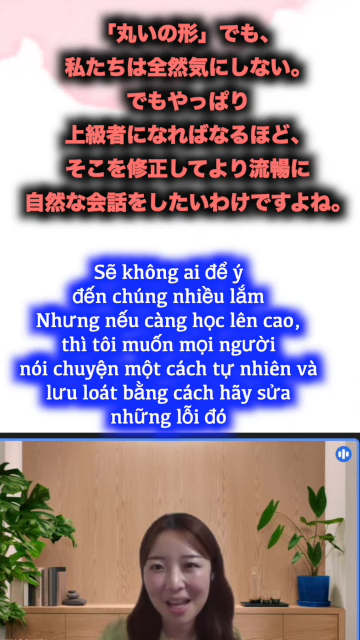 「丸いの形」でも、
私たちは全然気にしない。
でもやっぱり
上級者になればなるほど、
そこを修正してより流暢に
自然な会話をしたいわけですよね。
Sẽ không ai để ý
đến chúng nhiều lắm
Nhưng nếu càng học lên cao,
thì tôi muốn mọi người
nói chuyện một cách tự nhiên và
lưu loát bằng cách hãy sửa
những lỗi đó